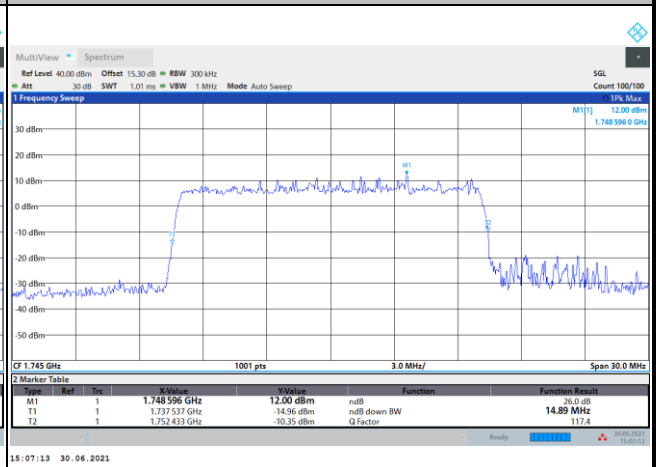 MultiView Spectrum
Ref Level 40.00 dBm Offset 15.30 dB RBW 300 kHz SGL
Att 30 dB SWT 1.01 ms VBW 1 MHz Mode Auto Sweep Count 100/100
1 Frequency Sweep 1Pk Max
M1[1] 12.00 dBm
1.748 596 0 GHz
30 dBm
20 dBm
M1
10 dBm
0 dBm
-10 dBm
T1
T2
-20 dBm
-30 dBm
-40 dBm
-50 dBm
CF 1.745 GHz 1001 pts 3.0 MHz/ Span 30.0 MHz
2 Marker Table
Type Ref Trc X-Value Y-Value Function Function Result
M1 1 1.748 596 GHz 12.00 dBm ndB 26.0 dB
T1 1 1.737 537 GHz -14.96 dBm ndB down BW 14.89 MHz
T2 1 1.752 433 GHz -10.35 dBm Q Factor 117.4
Ready 30.06.2021
15:07:12
15:07:13 30.06.2021